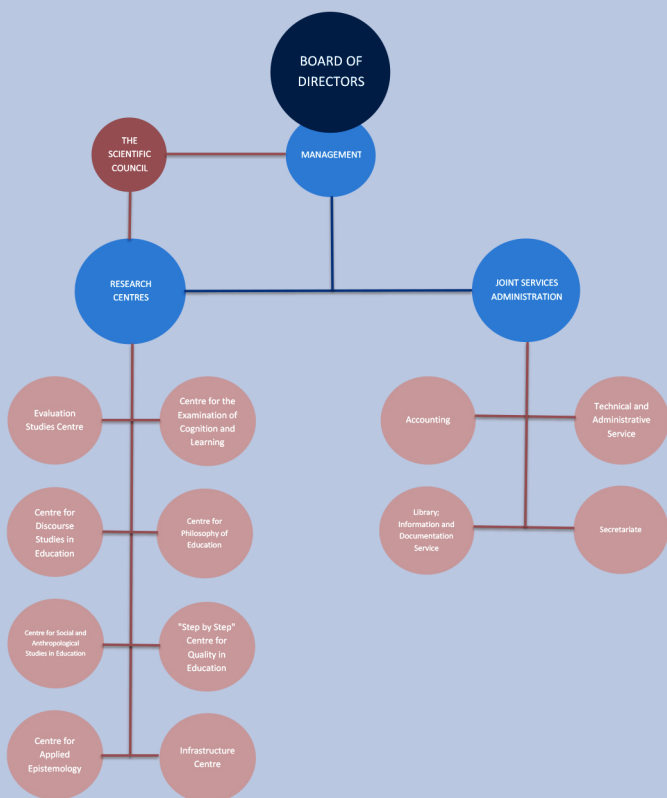 BOARD OF
DIRECTORS
THE
SCIENTIFIC
COUNCIL
MANAGEMENT
RESEARCH
CENTRES
JOINT SERVICES
ADMINISTRATION
Evaluation
Studies Centre
Centre for the
Examination of
Cognition and
Learning
Accounting
Technical and
Administrative
Service
Centre for
Discourse
Studies in
Education
Centre for
Philosophy of
Education
Library;
Information and
Documentation
Service
Secretariate
Centre for Social and
Anthropological
Studies in Education
"Step by Step"
Centre for
Quality in
Education
Centre for
Applied
Epistemology
Infrastructure
Centre